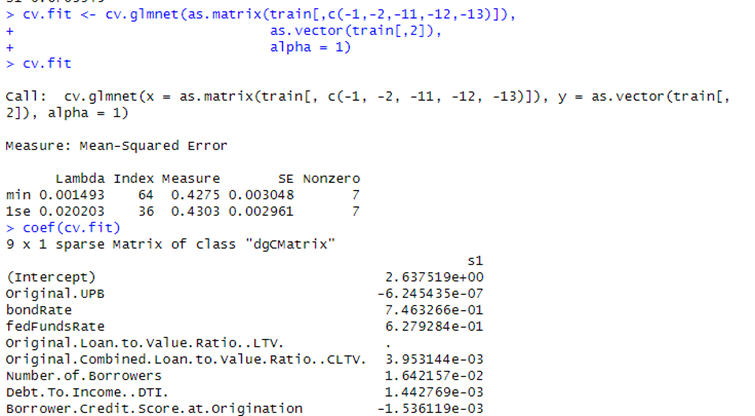 > cv.fit <- cv.glmnet(as.matrix(train[,c(-1,-2,-11,-12,-13)]),
+                     as.vector(train[,2]),
+                     alpha = 1)
> cv.fit
Call:  cv.glmnet(x = as.matrix(train[, c(-1, -2, -11, -12, -13)]), y = as.vector(train[,
2]), alpha = 1)
Measure: Mean-Squared Error
Lambda Index Measure SE Nonzero
min 0.001493 64 0.4275 0.003048 7
1se 0.020203 36 0.4303 0.002961 7
> coef(cv.fit)
9 x 1 sparse Matrix of class "dgCMatrix"
s1
(Intercept) 2.637519e+00
Original.UPB -6.245435e-07
bondRate 7.463266e-01
fedFundsRate 6.279284e-01
Original.Loan.to.Value.Ratio..LTV. .
Original.Combined.Loan.to.Value.Ratio..CLTV. 3.953144e-03
Number.of.Borrowers 1.642157e-02
Debt.To.Income..DTI. 1.442769e-03
Borrower.Credit.Score.at.Origination -1.536119e-03